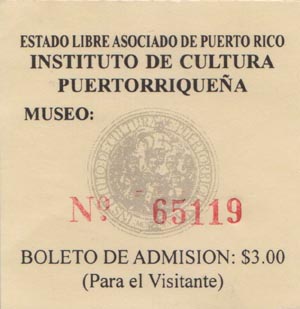 ESTADO LIBRE ASOCIADO DE PUERTO RICO
INSTITUTO DE CULTURA
PUERTORRIQUEÑA
MUSEO:
Nº 65119
BOLETO DE ADMISION: $3.00
(Para el Visitante)